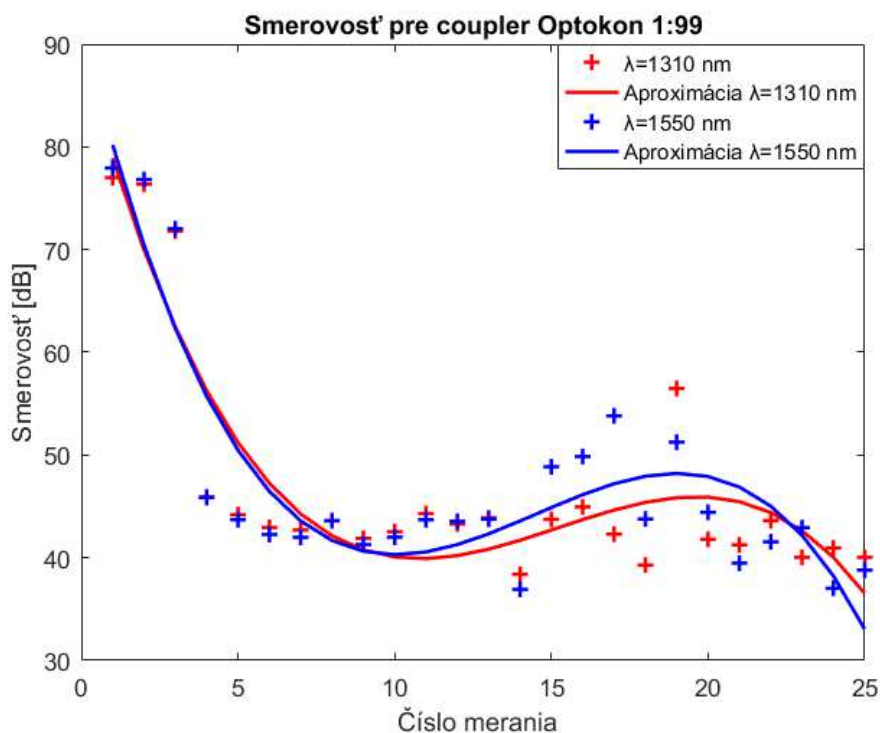 Smerovosť pre coupler Optokon 1:99
λ=1310 nm
Aproximácia λ=1310 nm
λ=1550 nm
Aproximácia λ=1550 nm
Smerovosť [dB]
90
80
70
60
50
40
30
0 5 10 15 20 25
Číslo merania